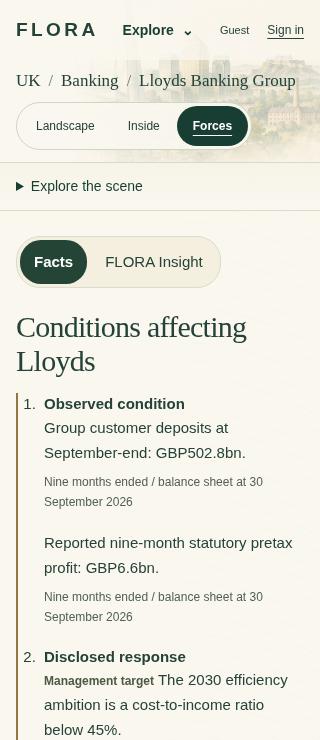 FLORA Explore Guest Sign in
UK / Banking / Lloyds Banking Group
Landscape Inside Forces
Explore the scene
Facts FLORA Insight
Conditions affecting
Lloyds
1. Observed condition
Group customer deposits at
September-end: GBP502.8bn.
Nine months ended / balance sheet at 30
September 2026
Reported nine-month statutory pretax
profit: GBP6.6bn.
Nine months ended / balance sheet at 30
September 2026
2. Disclosed response
Management target The 2030 efficiency
ambition is a cost-to-income ratio
below 45%.